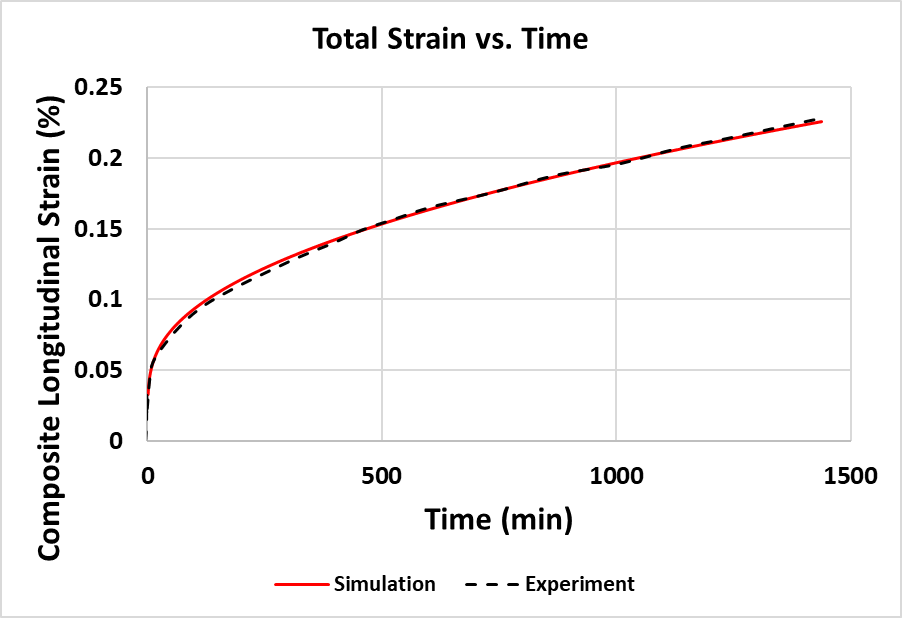 Total Strain vs. Time
Composite Longitudinal Strain (%)
0.25
0.2
0.15
0.1
0.05
0
0 500 1000 1500
Time (min)
Simulation Experiment